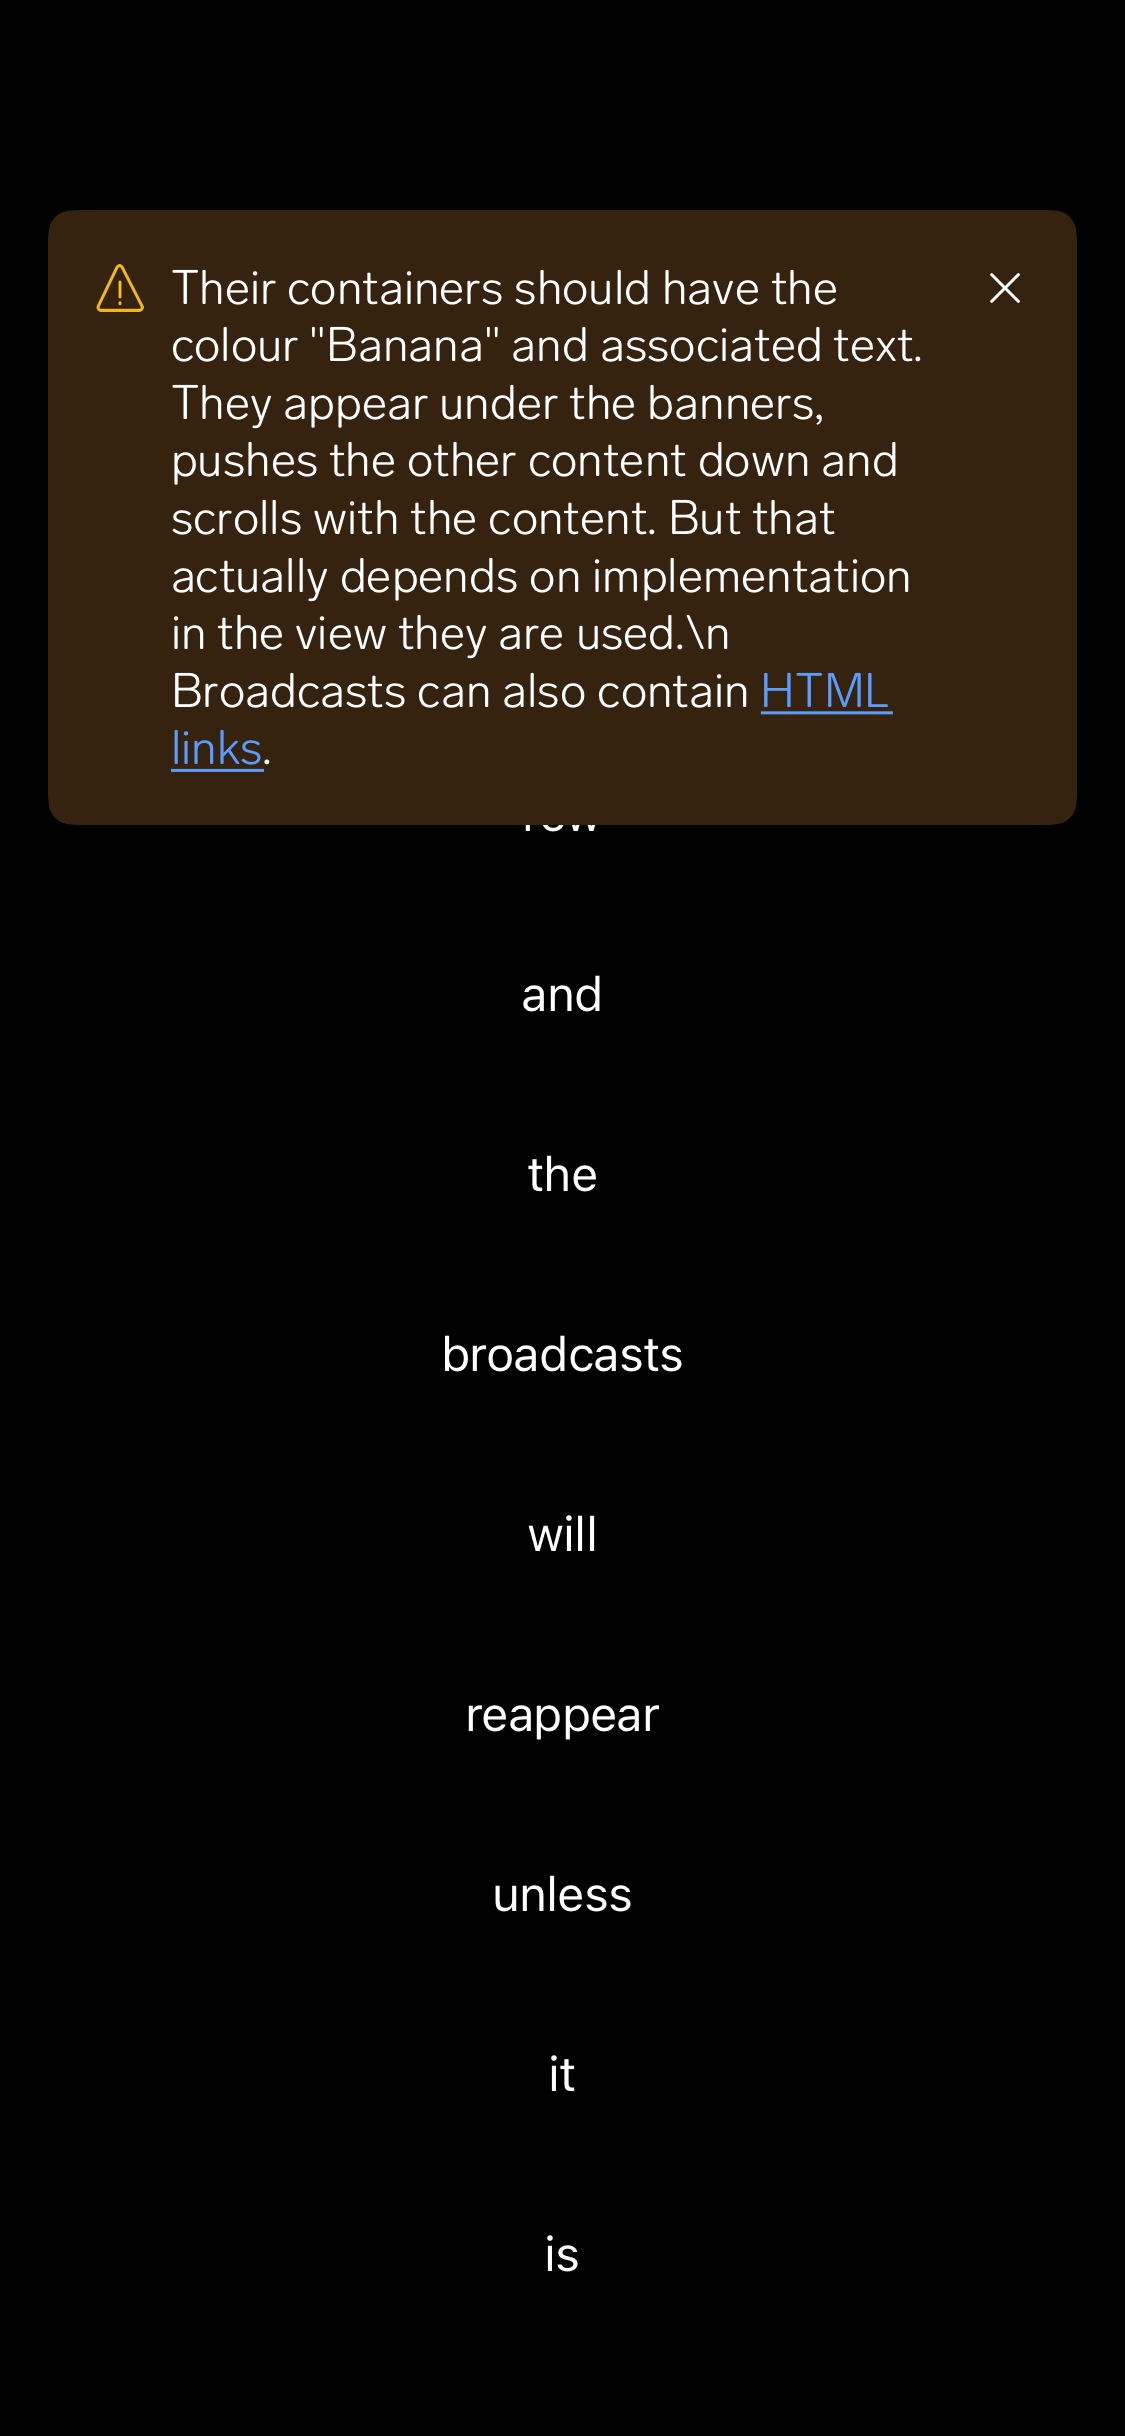 Their containers should have the
colour "Banana" and associated text.
They appear under the banners,
pushes the other content down and
scrolls with the content. But that
actually depends on implementation
in the view they are used.\n
Broadcasts can also contain HTML
links.
and
the
broadcasts
will
reappear
unless
it
is